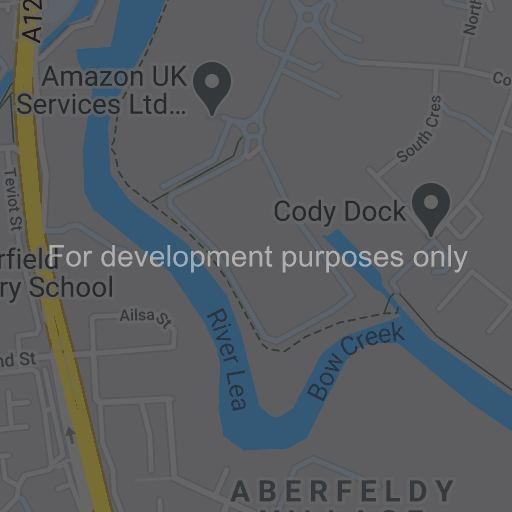 A12
North
Amazon UK
Services Ltd...
Co
South Cres
Teviot St
Cody Dock
For development purposes only
rfield
ry School
Ailsa St
River Lea
Bow Creek
nd St
ABERFELDY
VILLAGE